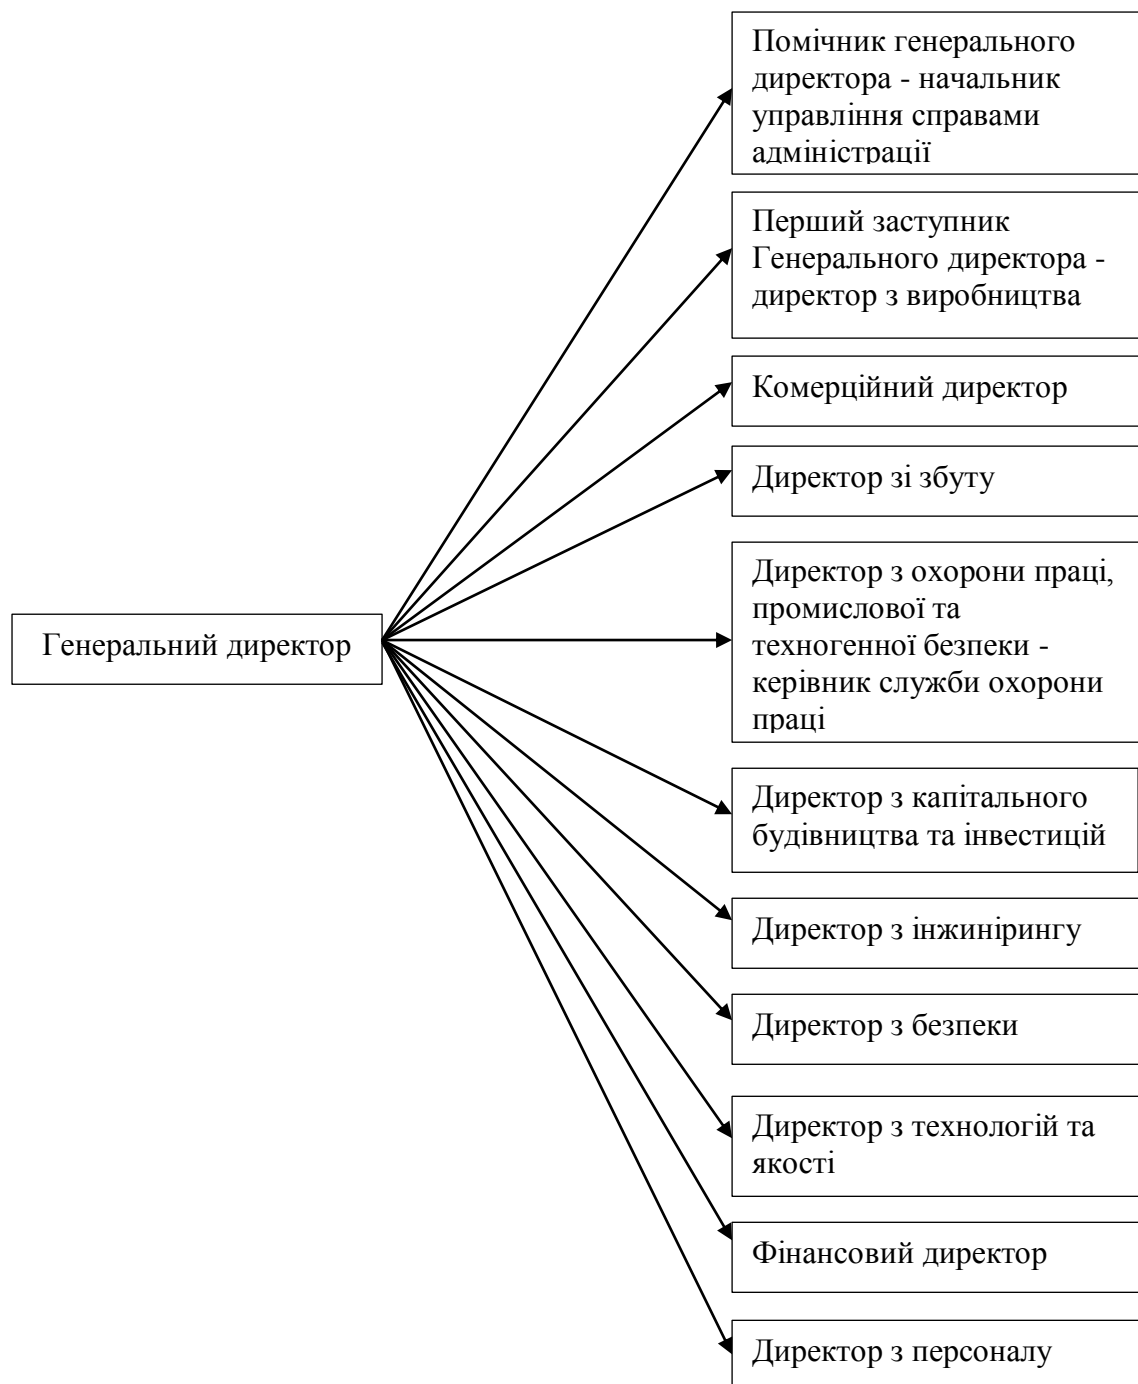 Помічник генерального
директора - начальник
управління справами
адміністрації
Перший заступник
Генерального директора -
директор з виробництва
Комерційний директор
Директор зі збуту
Директор з охорони праці,
промислової та
техногенної безпеки -
керівник служби охорони
праці
Генеральний директор
Директор з капітального
будівництва та інвестицій
Директор з інжинірингу
Директор з безпеки
Директор з технологій та
якості
Фінансовий директор
Директор з персоналу